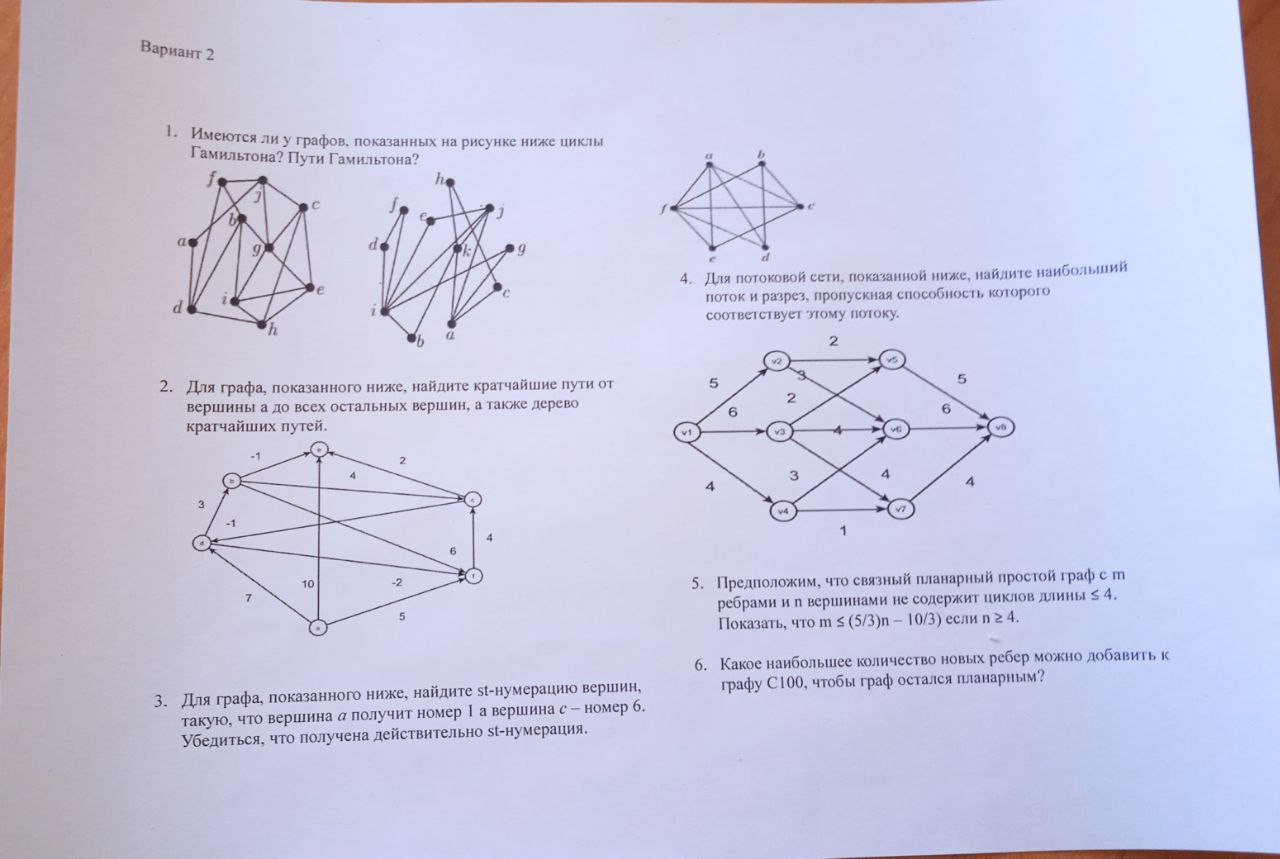 Вариант 2
1. Имеются ли у графов, показанных на рисунке ниже циклы
Гамильтона? Пути Гамильтона?
f
j
c
b
a
g
i
e
d
h
h
f
e
j
d
k
g
c
i
b
a
2. Для графа, показанного ниже, найдите кратчайшие пути от
вершины а до всех остальных вершин, а также дерево
кратчайших путей.
-1
2
4
b
3
c
-1
4
d
6
10
-2
f
7
5
3. Для графа, показанного ниже, найдите st-нумерацию вершин,
такую, что вершина a получит номер 1 а вершина c – номер 6.
Убедиться, что получена действительно st-нумерация.
a
b
f
c
e
d
4. Для потоковой сети, показанной ниже, найдите наибольший
поток и разрез, пропускная способность которого
соответствует этому потоку.
2
v2
v5
3
5
5
2
6
6
v1
v3
4
v6
v8
3
4
4
4
v4
v7
1
5. Предположим, что связный планарный простой граф с m
ребрами и n вершинами не содержит циклов длины ≤ 4.
Показать, что m ≤ (5/3)n – 10/3) если n ≥ 4.
6. Какое наибольшее количество новых ребер можно добавить к
графу C100, чтобы граф остался планарным?